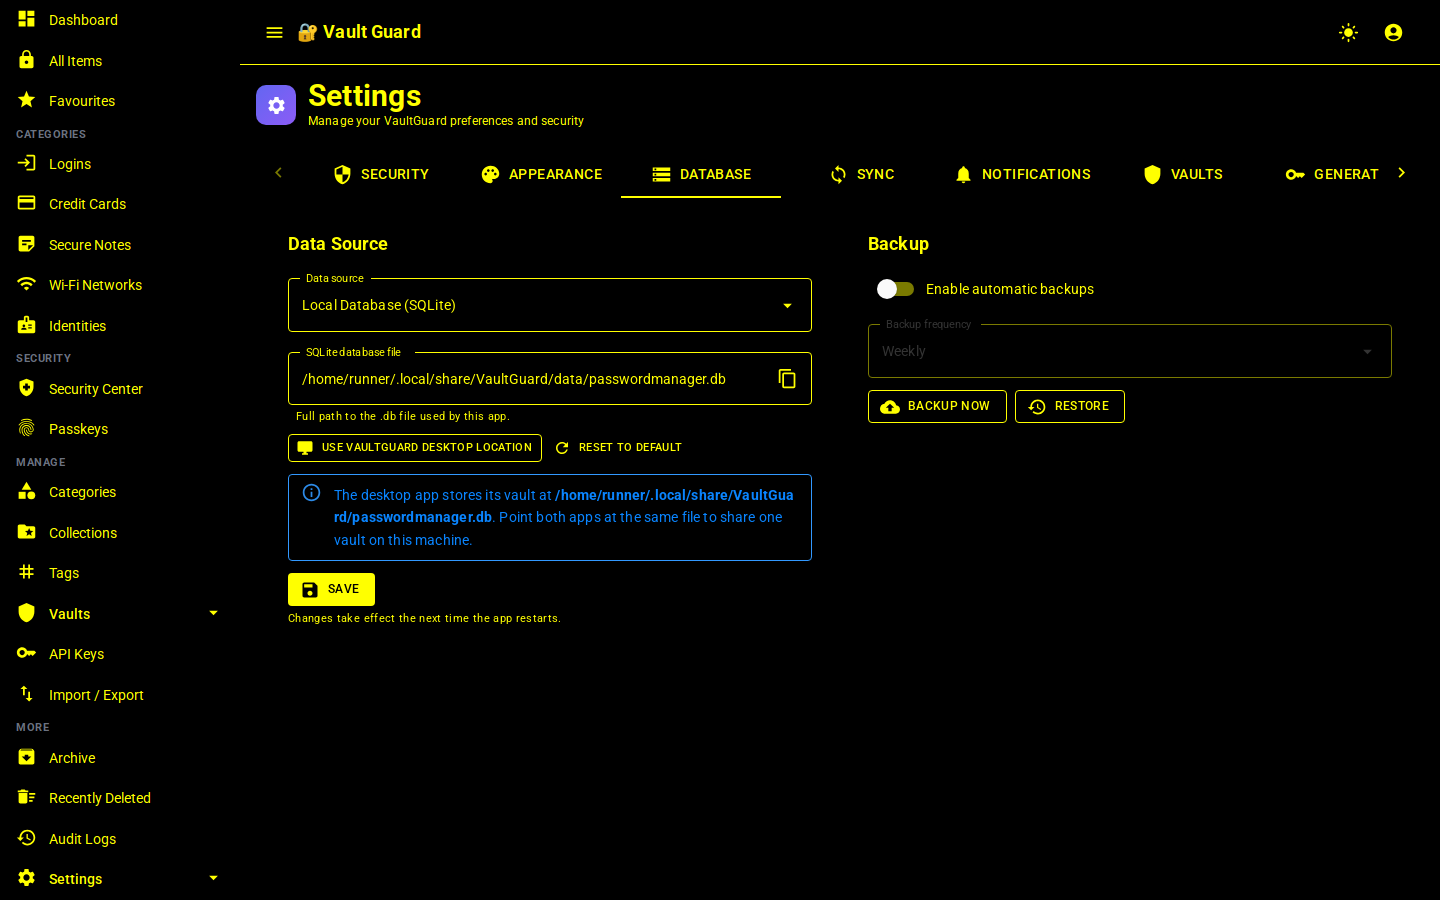 Dashboard
All Items
Favourites
CATEGORIES
Logins
Credit Cards
Secure Notes
Wi-Fi Networks
Identities
SECURITY
Security Center
Passkeys
MANAGE
Categories
Collections
Tags
Vaults
API Keys
Import / Export
MORE
Archive
Recently Deleted
Audit Logs
Settings
Vault Guard
Settings
Manage your VaultGuard preferences and security
SECURITY
APPEARANCE
DATABASE
SYNC
NOTIFICATIONS
VAULTS
GENERAT
Data Source
Data source
Local Database (SQLite)
SQLite database file
/home/runner/.local/share/VaultGuard/data/passwordmanager.db
Full path to the .db file used by this app.
USE VAULTGUARD DESKTOP LOCATION
RESET TO DEFAULT
The desktop app stores its vault at /home/runner/.local/share/VaultGua
rd/passwordmanager.db. Point both apps at the same file to share one
vault on this machine.
SAVE
Changes take effect the next time the app restarts.
Backup
Enable automatic backups
Backup frequency
Weekly
BACKUP NOW
RESTORE